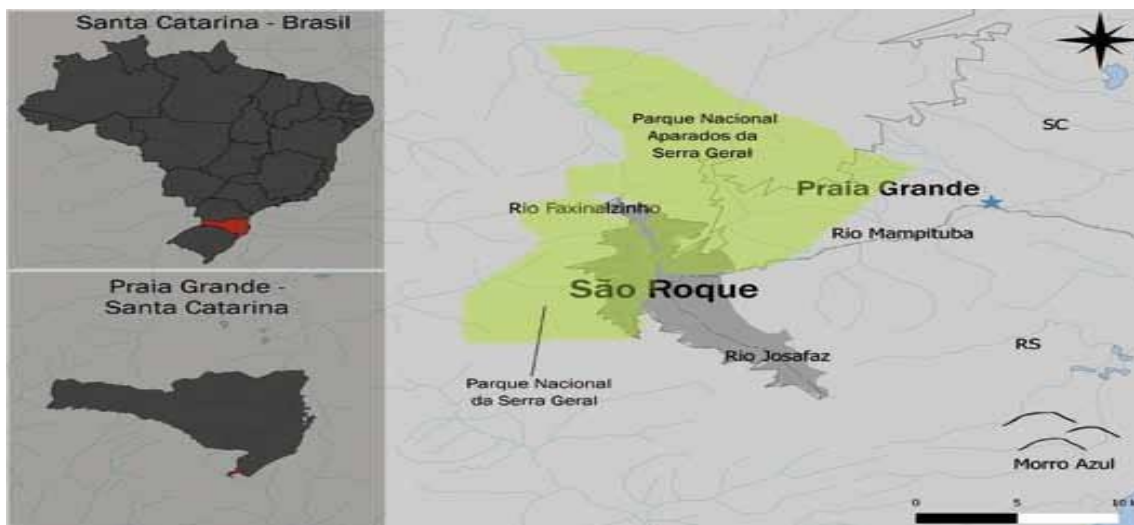 Santa Catarina - Brasil
Praia Grande -
Santa Catarina
Parque Nacional
Aparados da
Serra Geral
SC
Praia Grande
Rio Faxinalzinho
Rio Mampituba
São Roque
RS
Rio Josafaz
Parque Nacional
da Serra Geral
Morro Azul
0 5 10